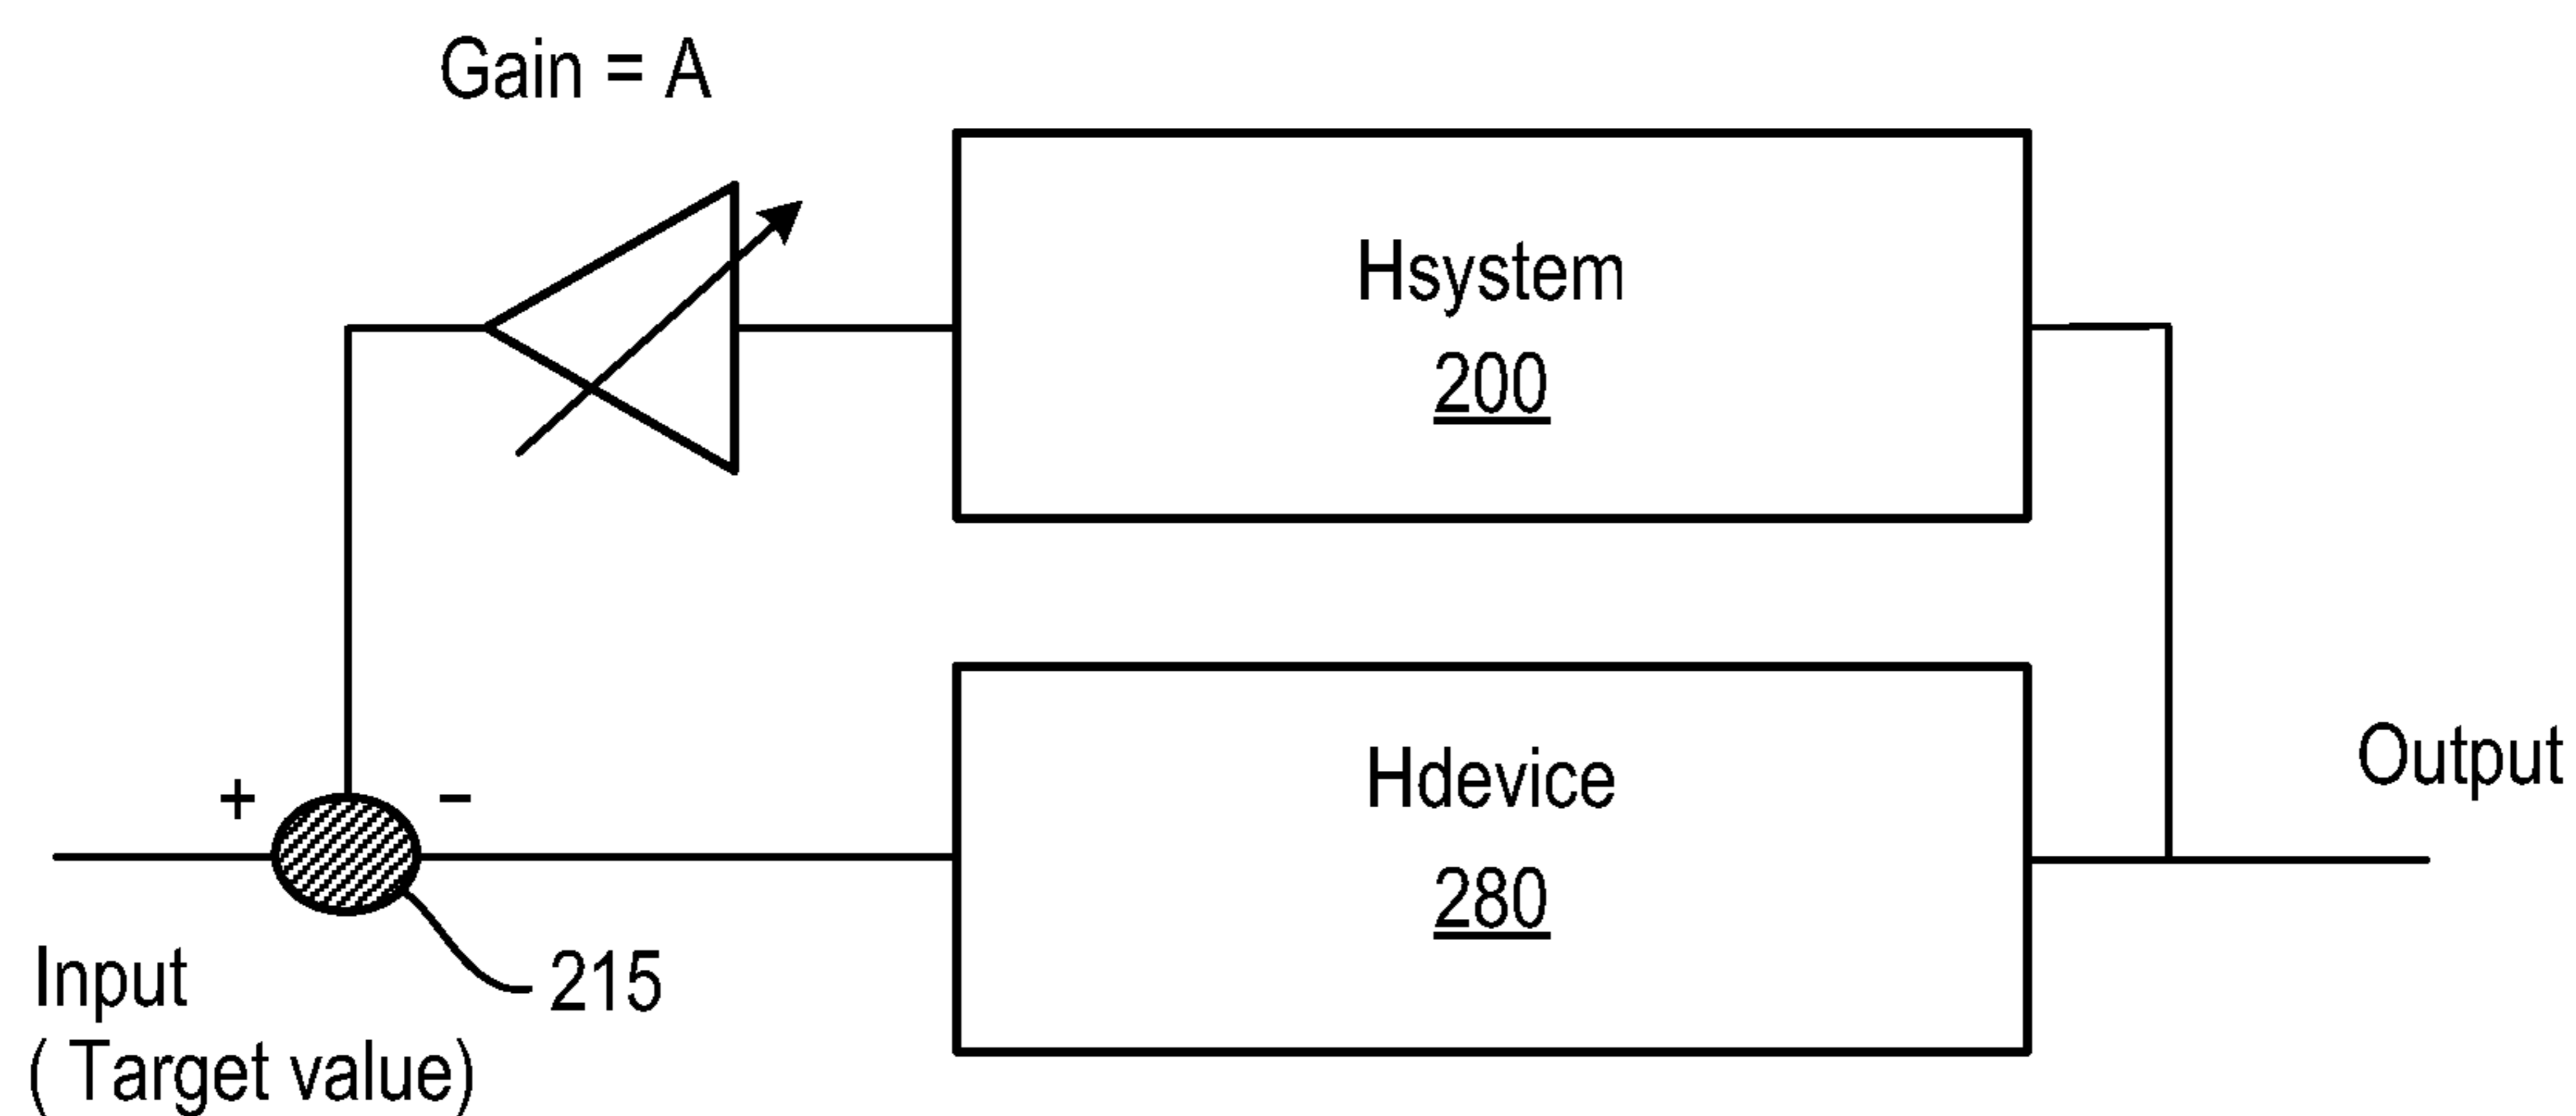 Gain = A
Hsystem
200
+
−
Hdevice
280
Output
215
Input
( Target value)